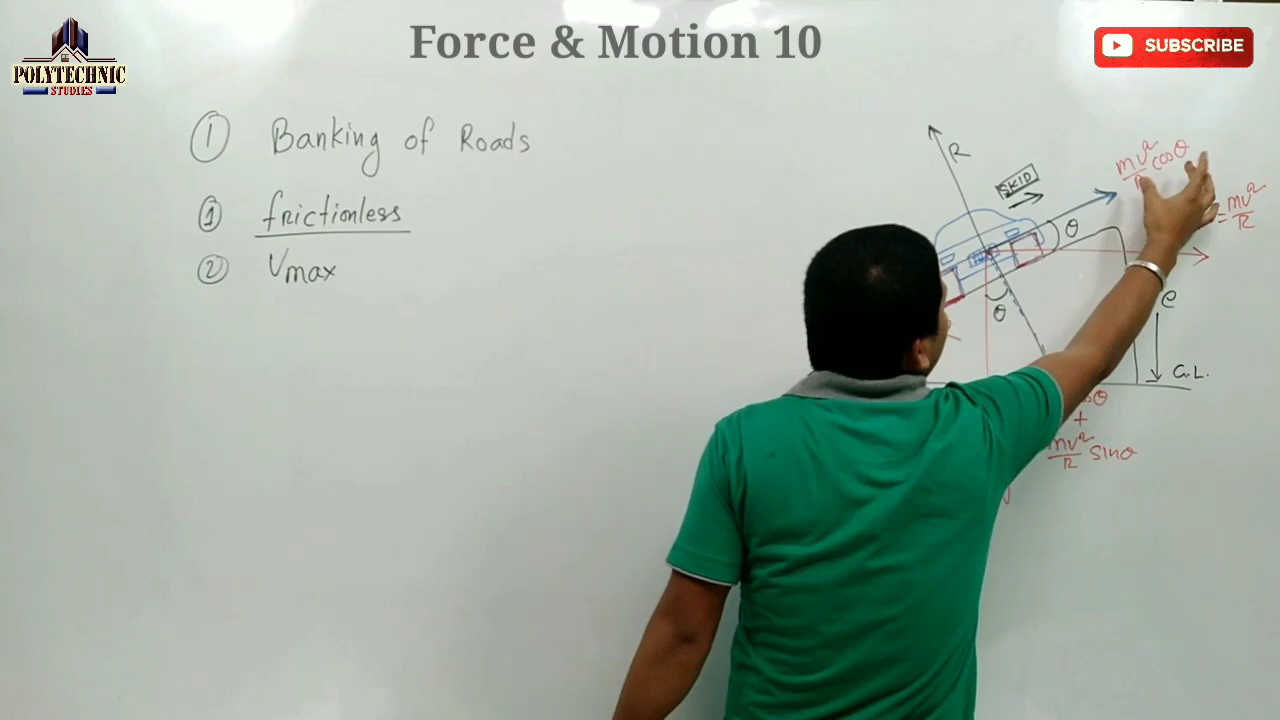 Force & Motion 10
POLYTECHNIC
STUDIES
SUBSCRIBE
① Banking of Roads
① frictionless
② Vmax
R
SKID
θ
mv²
cosθ
= mv²/R
θ
e
G.L.
cosθ
+
mv²/R sinθ